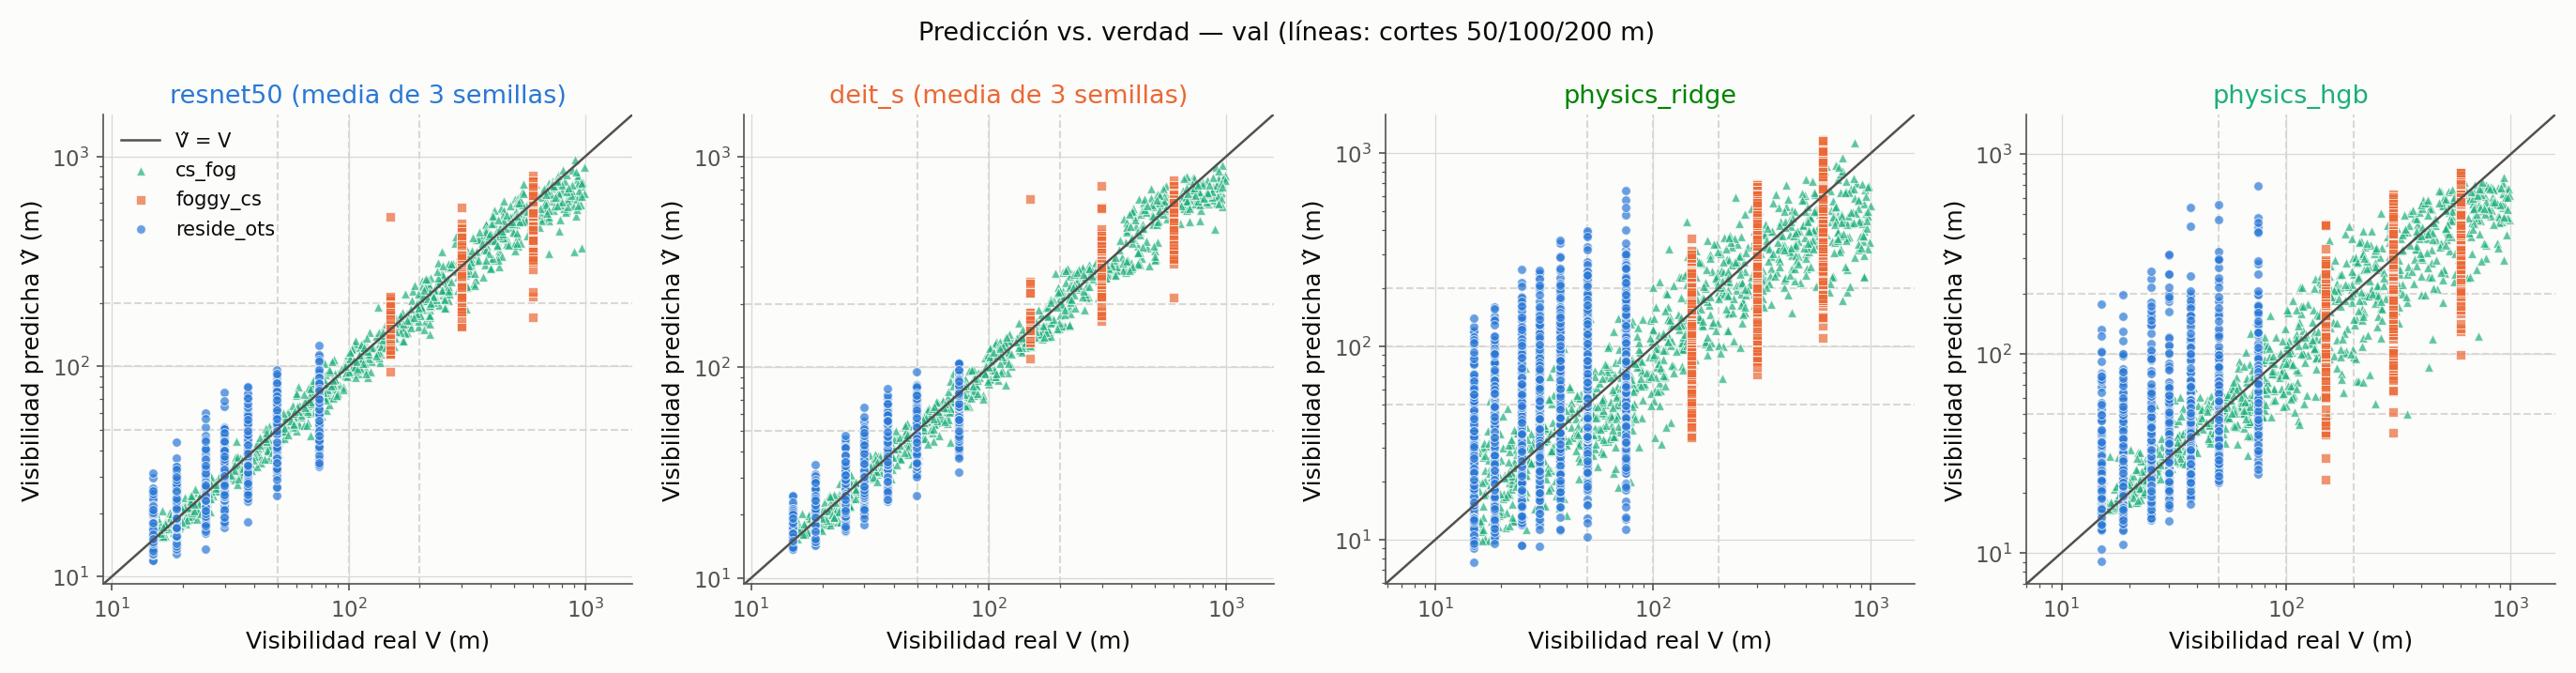 Predicción vs. verdad — val (líneas: cortes 50/100/200 m)
resnet50 (media de 3 semillas)
V̂ = V
cs_fog
foggy_cs
reside_ots
10³
10²
10¹
10¹ 10² 10³
Visibilidad predicha V̂ (m)
Visibilidad real V (m)
deit_s (media de 3 semillas)
10³
10²
10¹
10¹ 10² 10³
Visibilidad predicha V̂ (m)
Visibilidad real V (m)
physics_ridge
10³
10²
10¹
10¹ 10² 10³
Visibilidad predicha V̂ (m)
Visibilidad real V (m)
physics_hgb
10³
10²
10¹
10¹ 10² 10³
Visibilidad predicha V̂ (m)
Visibilidad real V (m)